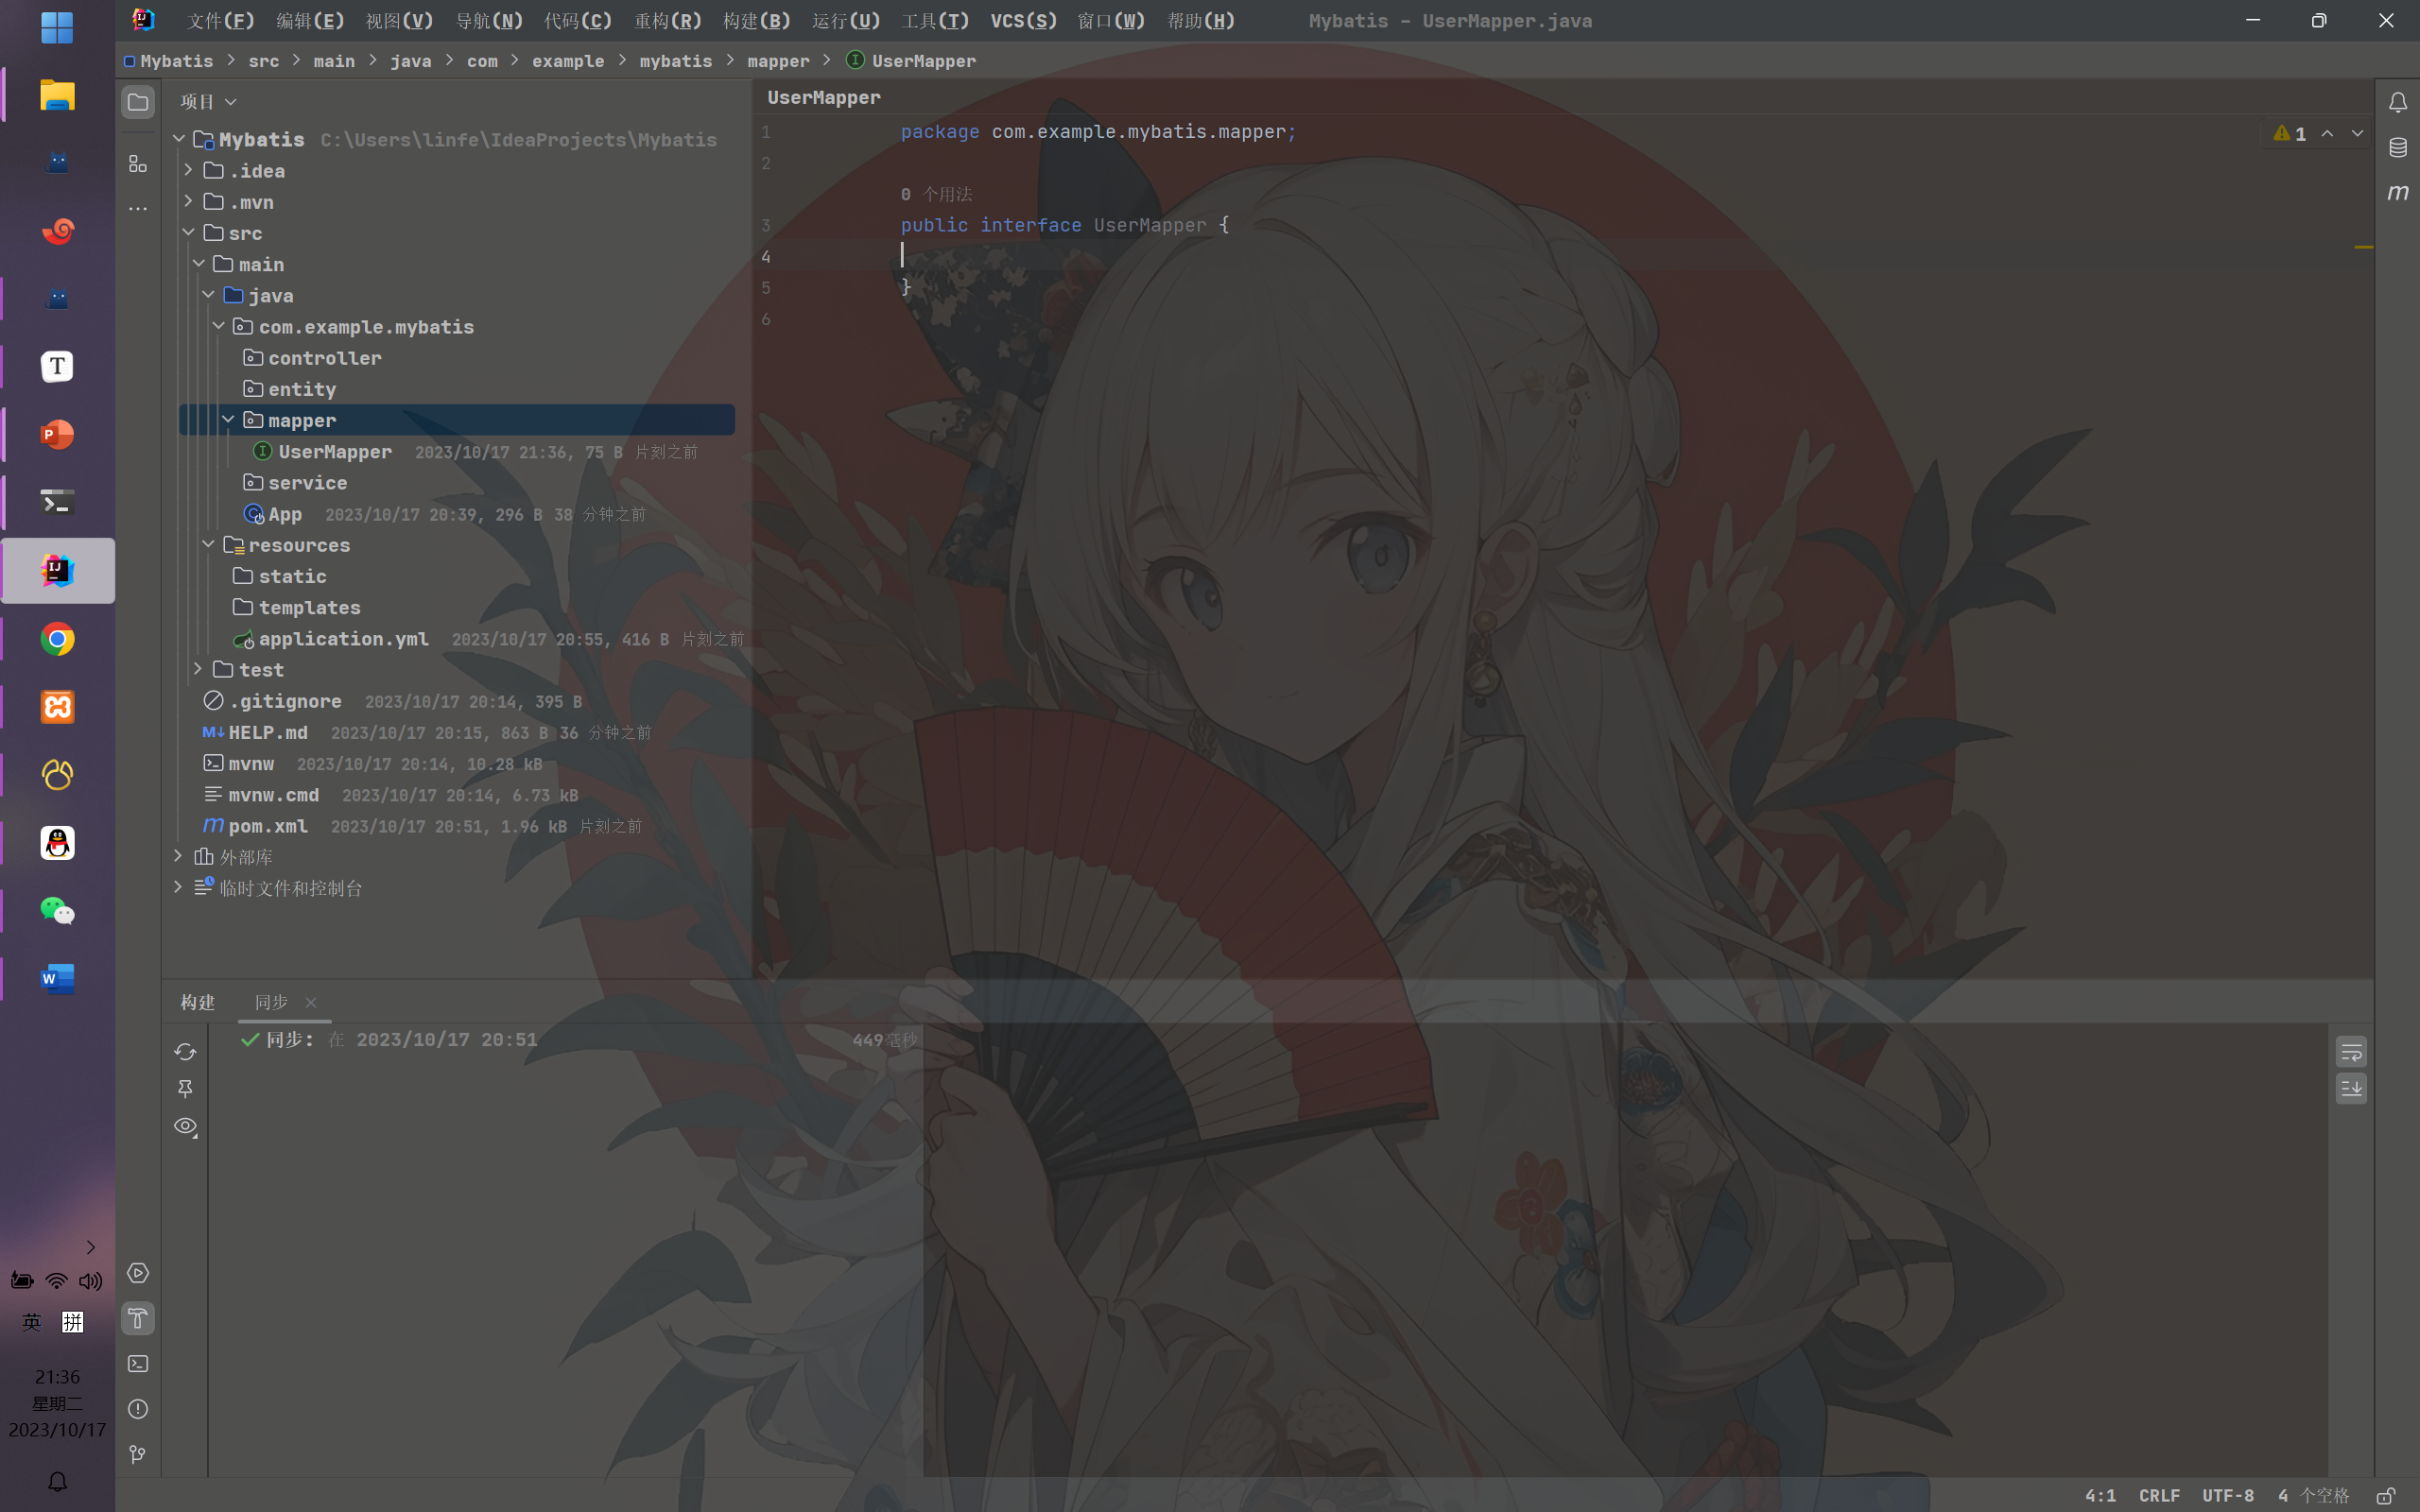 文件(F) 编辑(E) 视图(V) 导航(N) 代码(C) 重构(R) 构建(B) 运行(U) 工具(T) VCS(S) 窗口(W) 帮助(H) Mybatis – UserMapper.java
Mybatis > src > main > java > com > example > mybatis > mapper > UserMapper
项目
Mybatis C:\Users\linfe\IdeaProjects\Mybatis
.idea
.mvn
src
main
java
com.example.mybatis
controller
entity
mapper
UserMapper 2023/10/17 21:36, 75 B 片刻之前
service
App 2023/10/17 20:39, 296 B 38 分钟之前
resources
static
templates
application.yml 2023/10/17 20:55, 416 B 片刻之前
test
.gitignore 2023/10/17 20:14, 395 B
HELP.md 2023/10/17 20:15, 863 B 36 分钟之前
mvnw 2023/10/17 20:14, 10.28 kB
mvnw.cmd 2023/10/17 20:14, 6.73 kB
pom.xml 2023/10/17 20:51, 1.96 kB 片刻之前
外部库
临时文件和控制台
UserMapper
1 package com.example.mybatis.mapper;
2
0 个用法
3 public interface UserMapper {
4
5 }
6
1
构建 同步
同步: 在 2023/10/17 20:51 449毫秒
英 拼
21:36
星期二
2023/10/17
4:1 CRLF UTF-8 4 个空格